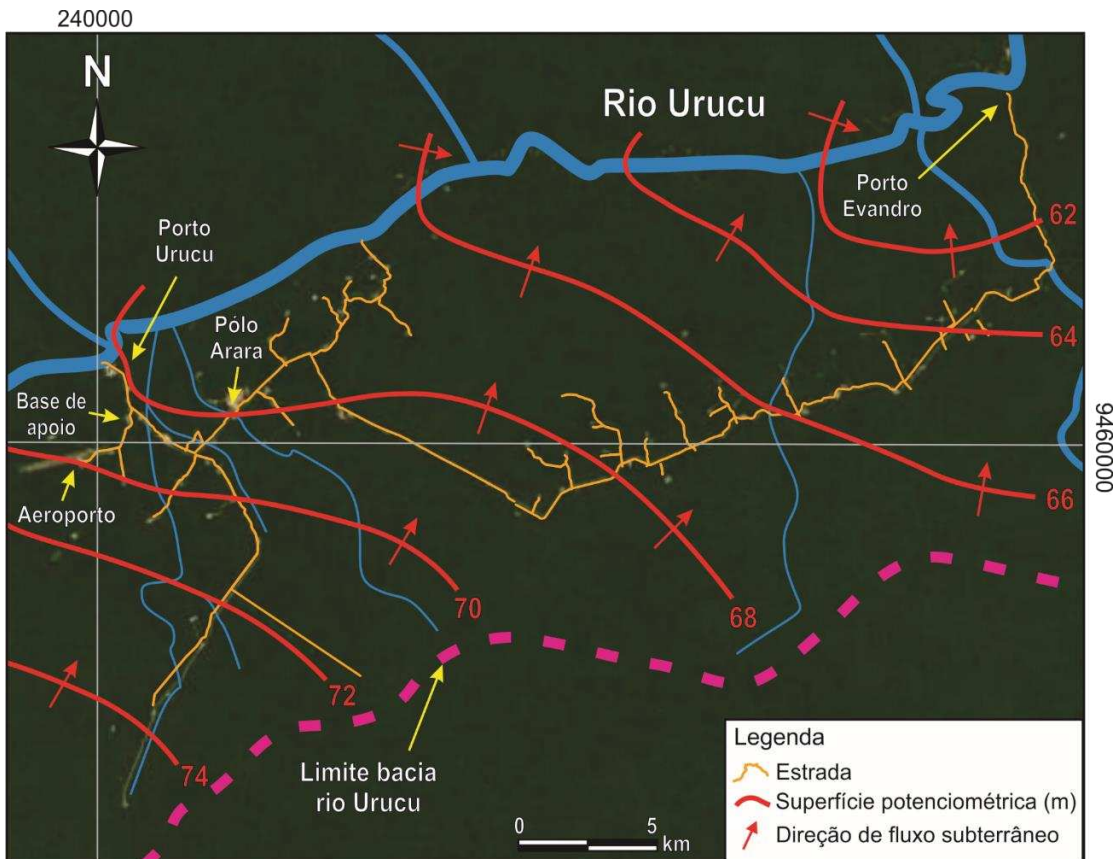 240000
N
Rio Urucu
Porto
Urucu
Pólo
Arara
Porto
Evandro
62
64
Base de
apoio
9460000
Aeroporto
66
70
68
72
74
Limite bacia
rio Urucu
0 5
km
Legenda
Estrada
Superfície potenciométrica (m)
Direção de fluxo subterrâneo